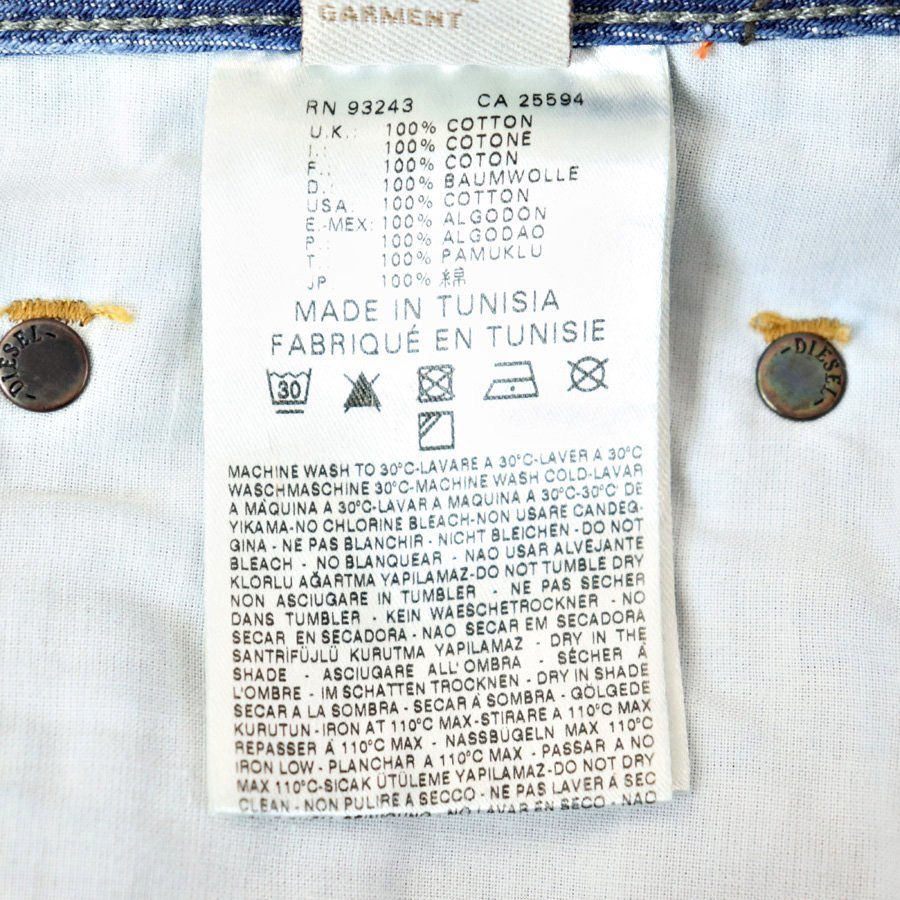 GARMENT
RN 93243 CA 25594
U.K.: 100% COTTON
I.: 100% COTONE
F.: 100% COTON
D.: 100% BAUMWOLLE
USA: 100% COTTON
E.-MEX: 100% ALGODON
P.: 100% ALGODAO
T.: 100% PAMUKLU
JP 100% 綿
MADE IN TUNISIA
FABRIQUÉ EN TUNISIE
DIESEL
DIESEL
30
MACHINE WASH TO 30°C-LAVARE A 30°C-LAVER A 30°C
WASCHMASCHINE 30°C-MACHINE WASH COLD-LAVAR
A MÀQUINA A 30°C-LAVAR A MAQUINA A 30°C-30°C' DE
YIKAMA-NO CHLORINE BLEACH-NON USARE CANDEG-
GINA - NE PAS BLANCHIR - NICHT BLEICHEN - DO NOT
BLEACH - NO BLANQUEAR - NAO USAR ALVEJANTE
KLORLU AĞARTMA YAPILAMAZ-DO NOT TUMBLE DRY
NON ASCIUGARE IN TUMBLER - NE PAS SÉCHER
DANS TUMBLER - KEIN WAESCHETROCKNER - NO
SECAR EN SECADORA - NAO SECAR EM SECADORA
SANTRİFÜJLÜ KURUTMA YAPILAMAZ - DRY IN THE
SHADE - ASCIUGARE ALL'OMBRA - SÉCHER À
L'OMBRE - IM SCHATTEN TROCKNEN - DRY IN SHADE
SECAR A LA SOMBRA - SECAR A SOMBRA - GÖLGEDE
KURUTUN - IRON AT 110°C MAX - STIRARE A 110°C MAX
REPASSER À 110°C MAX - NASSBÜGELN MAX 110°C
IRON LOW - PLANCHAR A 110°C MAX - PASSAR A NO
MAX 110°C-SICAK ÜTÜLEME YAPILAMAZ-DO NOT DRY
CLEAN - NON PULIRE A SECCO - NE PAS LAVER À SEC